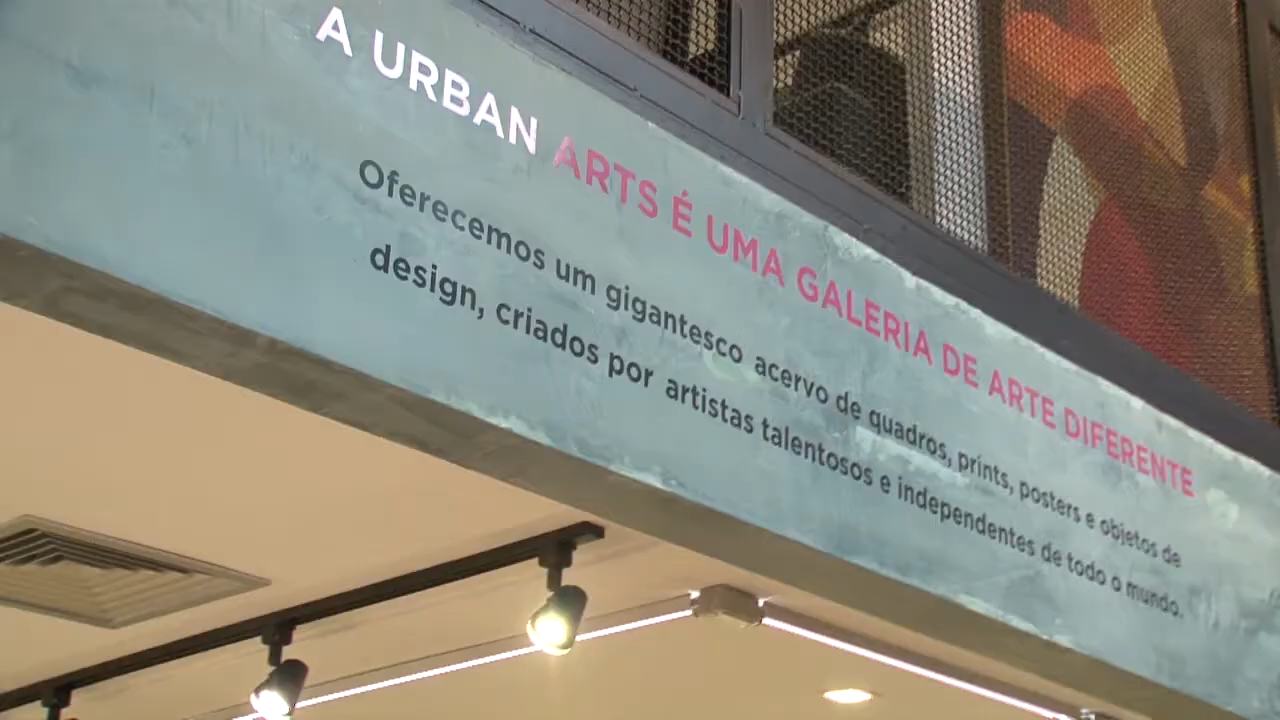 A URBAN ARTS É UMA GALERIA DE ARTE DIFERENTE
Oferecemos um gigantesco acervo de quadros, prints, posters e objetos de
design, criados por artistas talentosos e independentes de todo o mundo.